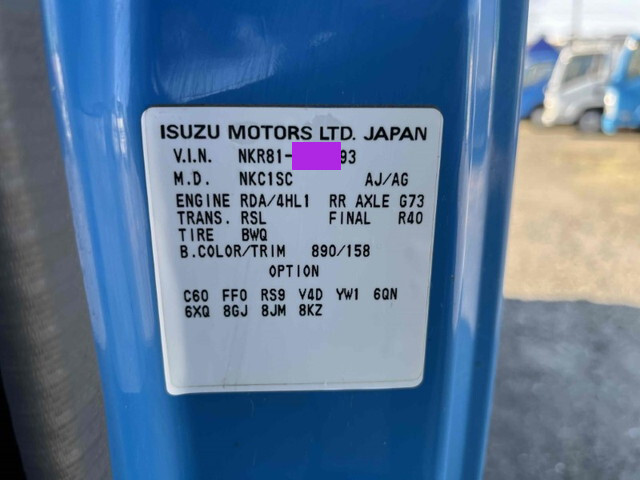 ISUZU MOTORS LTD. JAPAN
V.I.N. NKR81- 93
M.D. NKC1SC AJ/AG
ENGINE RDA/4HL1 RR AXLE G73
TRANS. RSL FINAL R40
TIRE BWQ
B.COLOR/TRIM 890/158
OPTION
C60 FF0 RS9 V4D YW1 6QN
6XQ 8GJ 8JM 8KZ